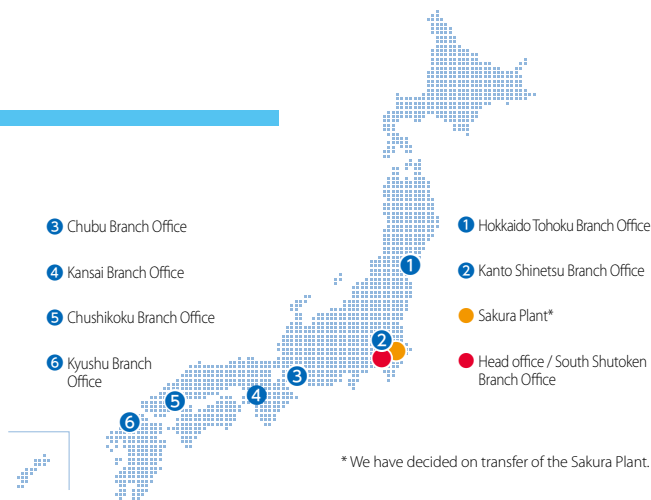 3 Chubu Branch Office
4 Kansai Branch Office
5 Chushikoku Branch Office
6 Kyushu Branch
Office
1 Hokkaido Tohoku Branch Office
2 Kanto Shinetsu Branch Office
Sakura Plant*
Head office / South Shutoken
Branch Office
1
2
3
4
5
6
* We have decided on transfer of the Sakura Plant.